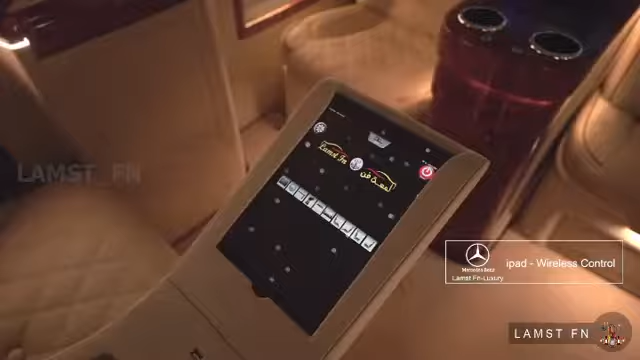 Lamst Fn
لمسة فن
LAMST FN
ipad - Wireless Control
Mercedes-Benz
Lamst Fn-Luxury
LAMST FN